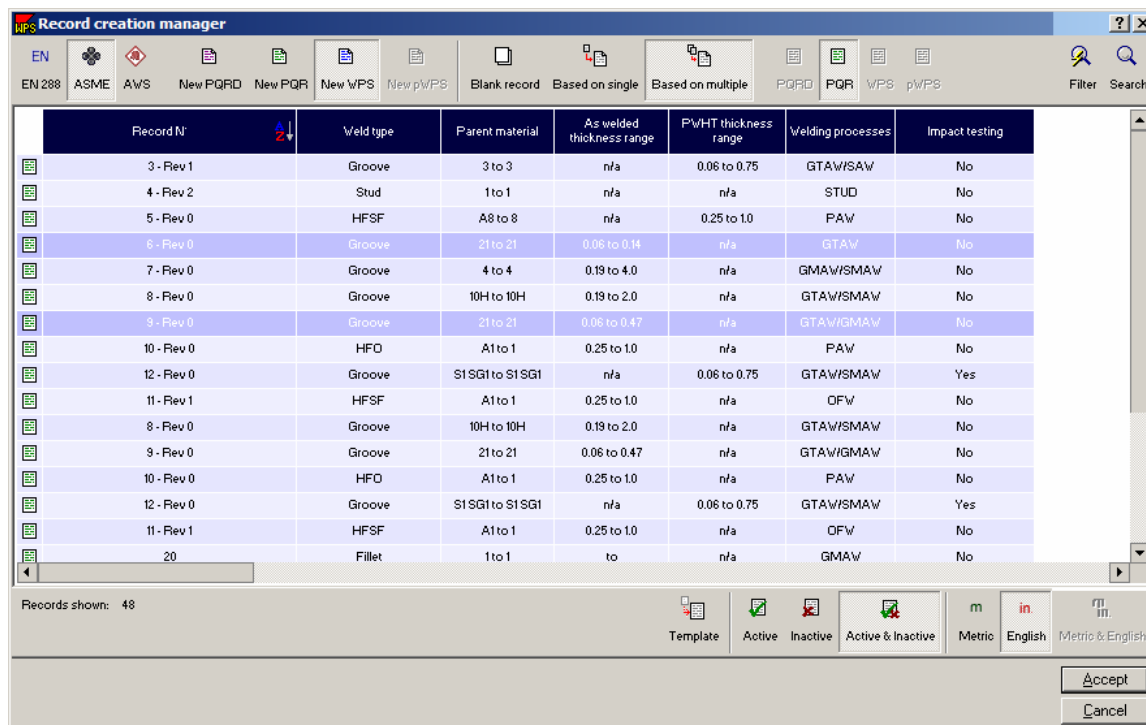 WPS Record creation manager
EN
EN 288 ASME AWS New PQRD New PQR New WPS New pWPS Blank record Based on single Based on multiple PQRD PQR WPS pWPS Filter Search
Record N° A Z Weld type Parent material As welded thickness range PWHT thickness range Welding processes Impact testing
3 - Rev 1 Groove 3 to 3 n/a 0.06 to 0.75 GTAW/SAW No
4 - Rev 2 Stud 1 to 1 n/a n/a STUD No
5 - Rev 0 HFSF A8 to 8 n/a 0.25 to 1.0 PAW No
6 - Rev 0 Groove 21 to 21 0.06 to 0.14 n/a GTAW No
7 - Rev 0 Groove 4 to 4 0.19 to 4.0 n/a GMAW/SMAW No
8 - Rev 0 Groove 10H to 10H 0.19 to 2.0 n/a GTAW/SMAW No
9 - Rev 0 Groove 21 to 21 0.06 to 0.47 n/a GTAW/GMAW No
10 - Rev 0 HFO A1 to 1 0.25 to 1.0 n/a PAW No
12 - Rev 0 Groove S1 SG1 to S1 SG1 n/a 0.06 to 0.75 GTAW/SMAW Yes
11 - Rev 1 HFSF A1 to 1 0.25 to 1.0 n/a OFW No
8 - Rev 0 Groove 10H to 10H 0.19 to 2.0 n/a GTAW/SMAW No
9 - Rev 0 Groove 21 to 21 0.06 to 0.47 n/a GTAW/GMAW No
10 - Rev 0 HFO A1 to 1 0.25 to 1.0 n/a PAW No
12 - Rev 0 Groove S1 SG1 to S1 SG1 n/a 0.06 to 0.75 GTAW/SMAW Yes
11 - Rev 1 HFSF A1 to 1 0.25 to 1.0 n/a OFW No
20 Fillet 1 to 1 to n/a GMAW No
Records shown: 48
m in. m in.
Template Active Inactive Active & Inactive Metric English Metric & English
Accept
Cancel